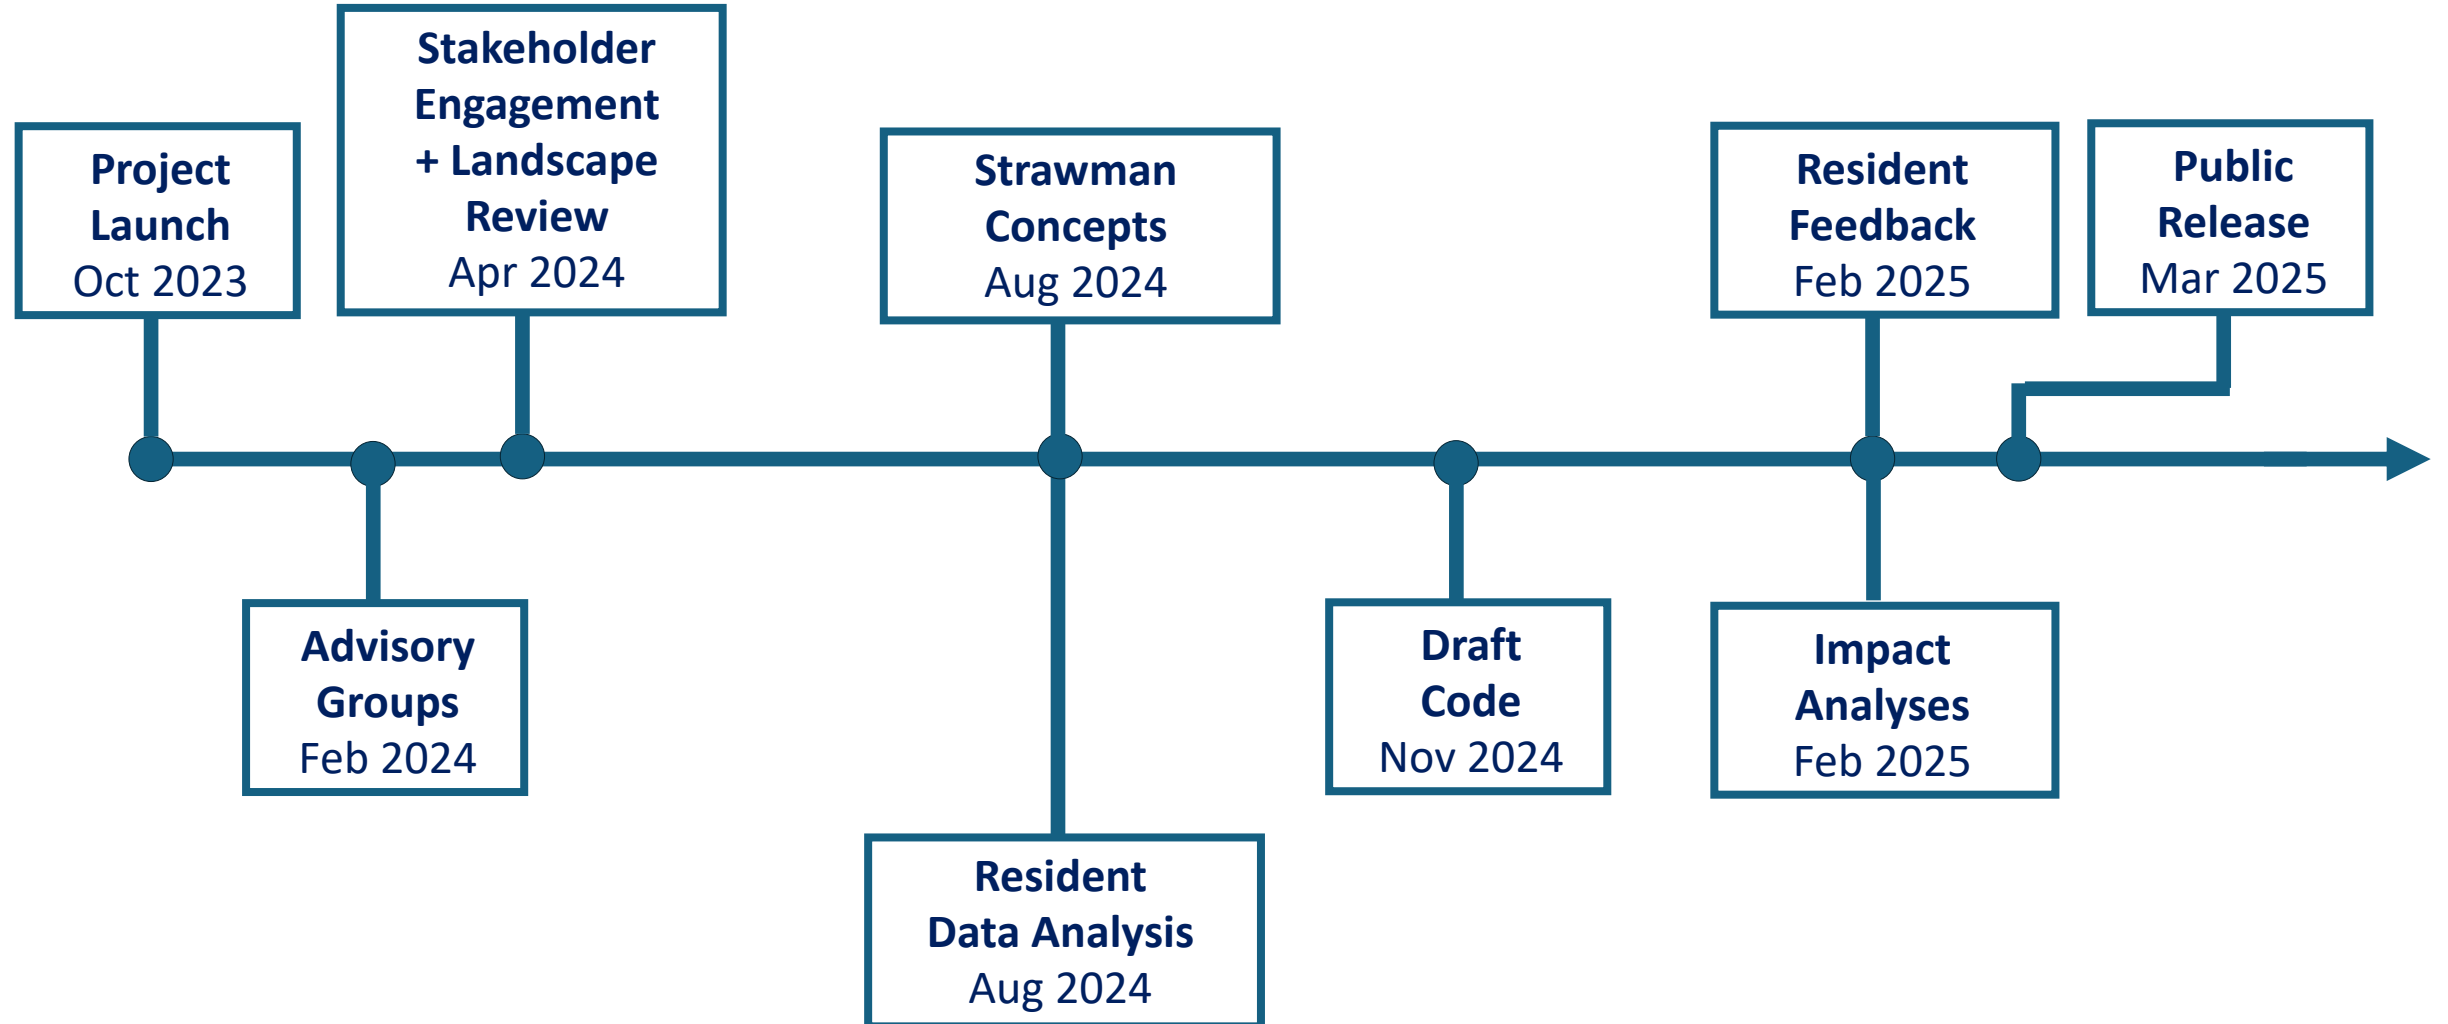 Project
Launch
Oct 2023
Stakeholder
Engagement
+ Landscape
Review
Apr 2024
Strawman
Concepts
Aug 2024
Resident
Feedback
Feb 2025
Public
Release
Mar 2025
Advisory
Groups
Feb 2024
Resident
Data Analysis
Aug 2024
Draft
Code
Nov 2024
Impact
Analyses
Feb 2025